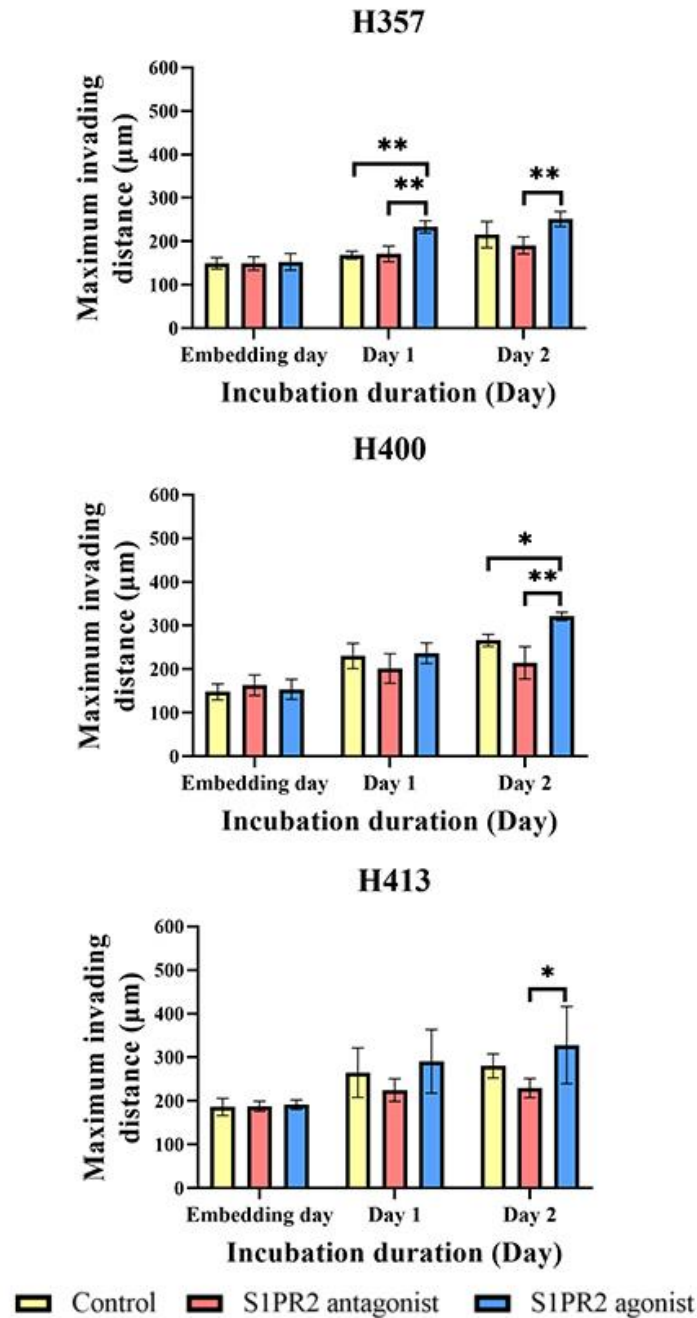 H357
600
500
400
300
200
100
0
Maximum invading
distance (µm)
**
**
**
Embedding day Day 1 Day 2
Incubation duration (Day)
H400
600
500
400
300
200
100
0
Maximum invading
distance (µm)
*
**
Embedding day Day 1 Day 2
Incubation duration (Day)
H413
600
500
400
300
200
100
0
Maximum invading
distance (µm)
*
Embedding day Day 1 Day 2
Incubation duration (Day)
Control S1PR2 antagonist S1PR2 agonist